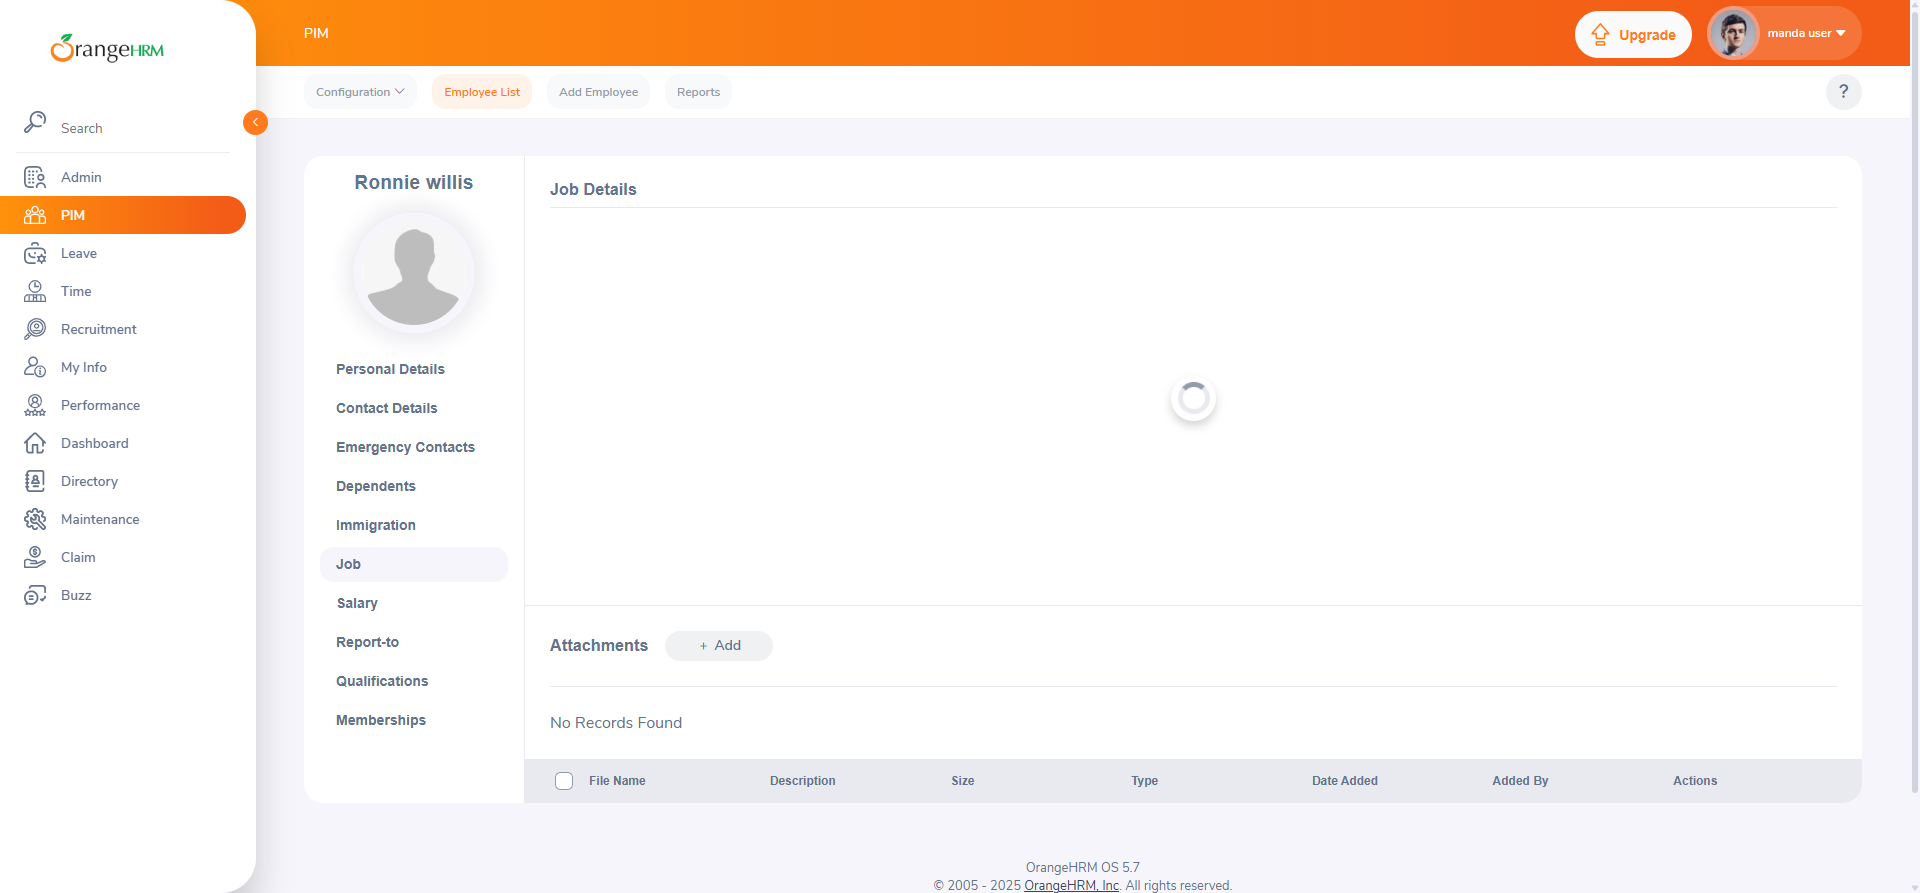 OrangeHRM
Search
Admin
PIM
Leave
Time
Recruitment
My Info
Performance
Dashboard
Directory
Maintenance
Claim
Buzz
PIM
Upgrade
manda user
Configuration
Employee List
Add Employee
Reports
?
Ronnie willis
Personal Details
Contact Details
Emergency Contacts
Dependents
Immigration
Job
Salary
Report-to
Qualifications
Memberships
Job Details
Attachments
+ Add
No Records Found
File Name Description Size Type Date Added Added By Actions
OrangeHRM OS 5.7
© 2005 - 2025 OrangeHRM, Inc. All rights reserved.